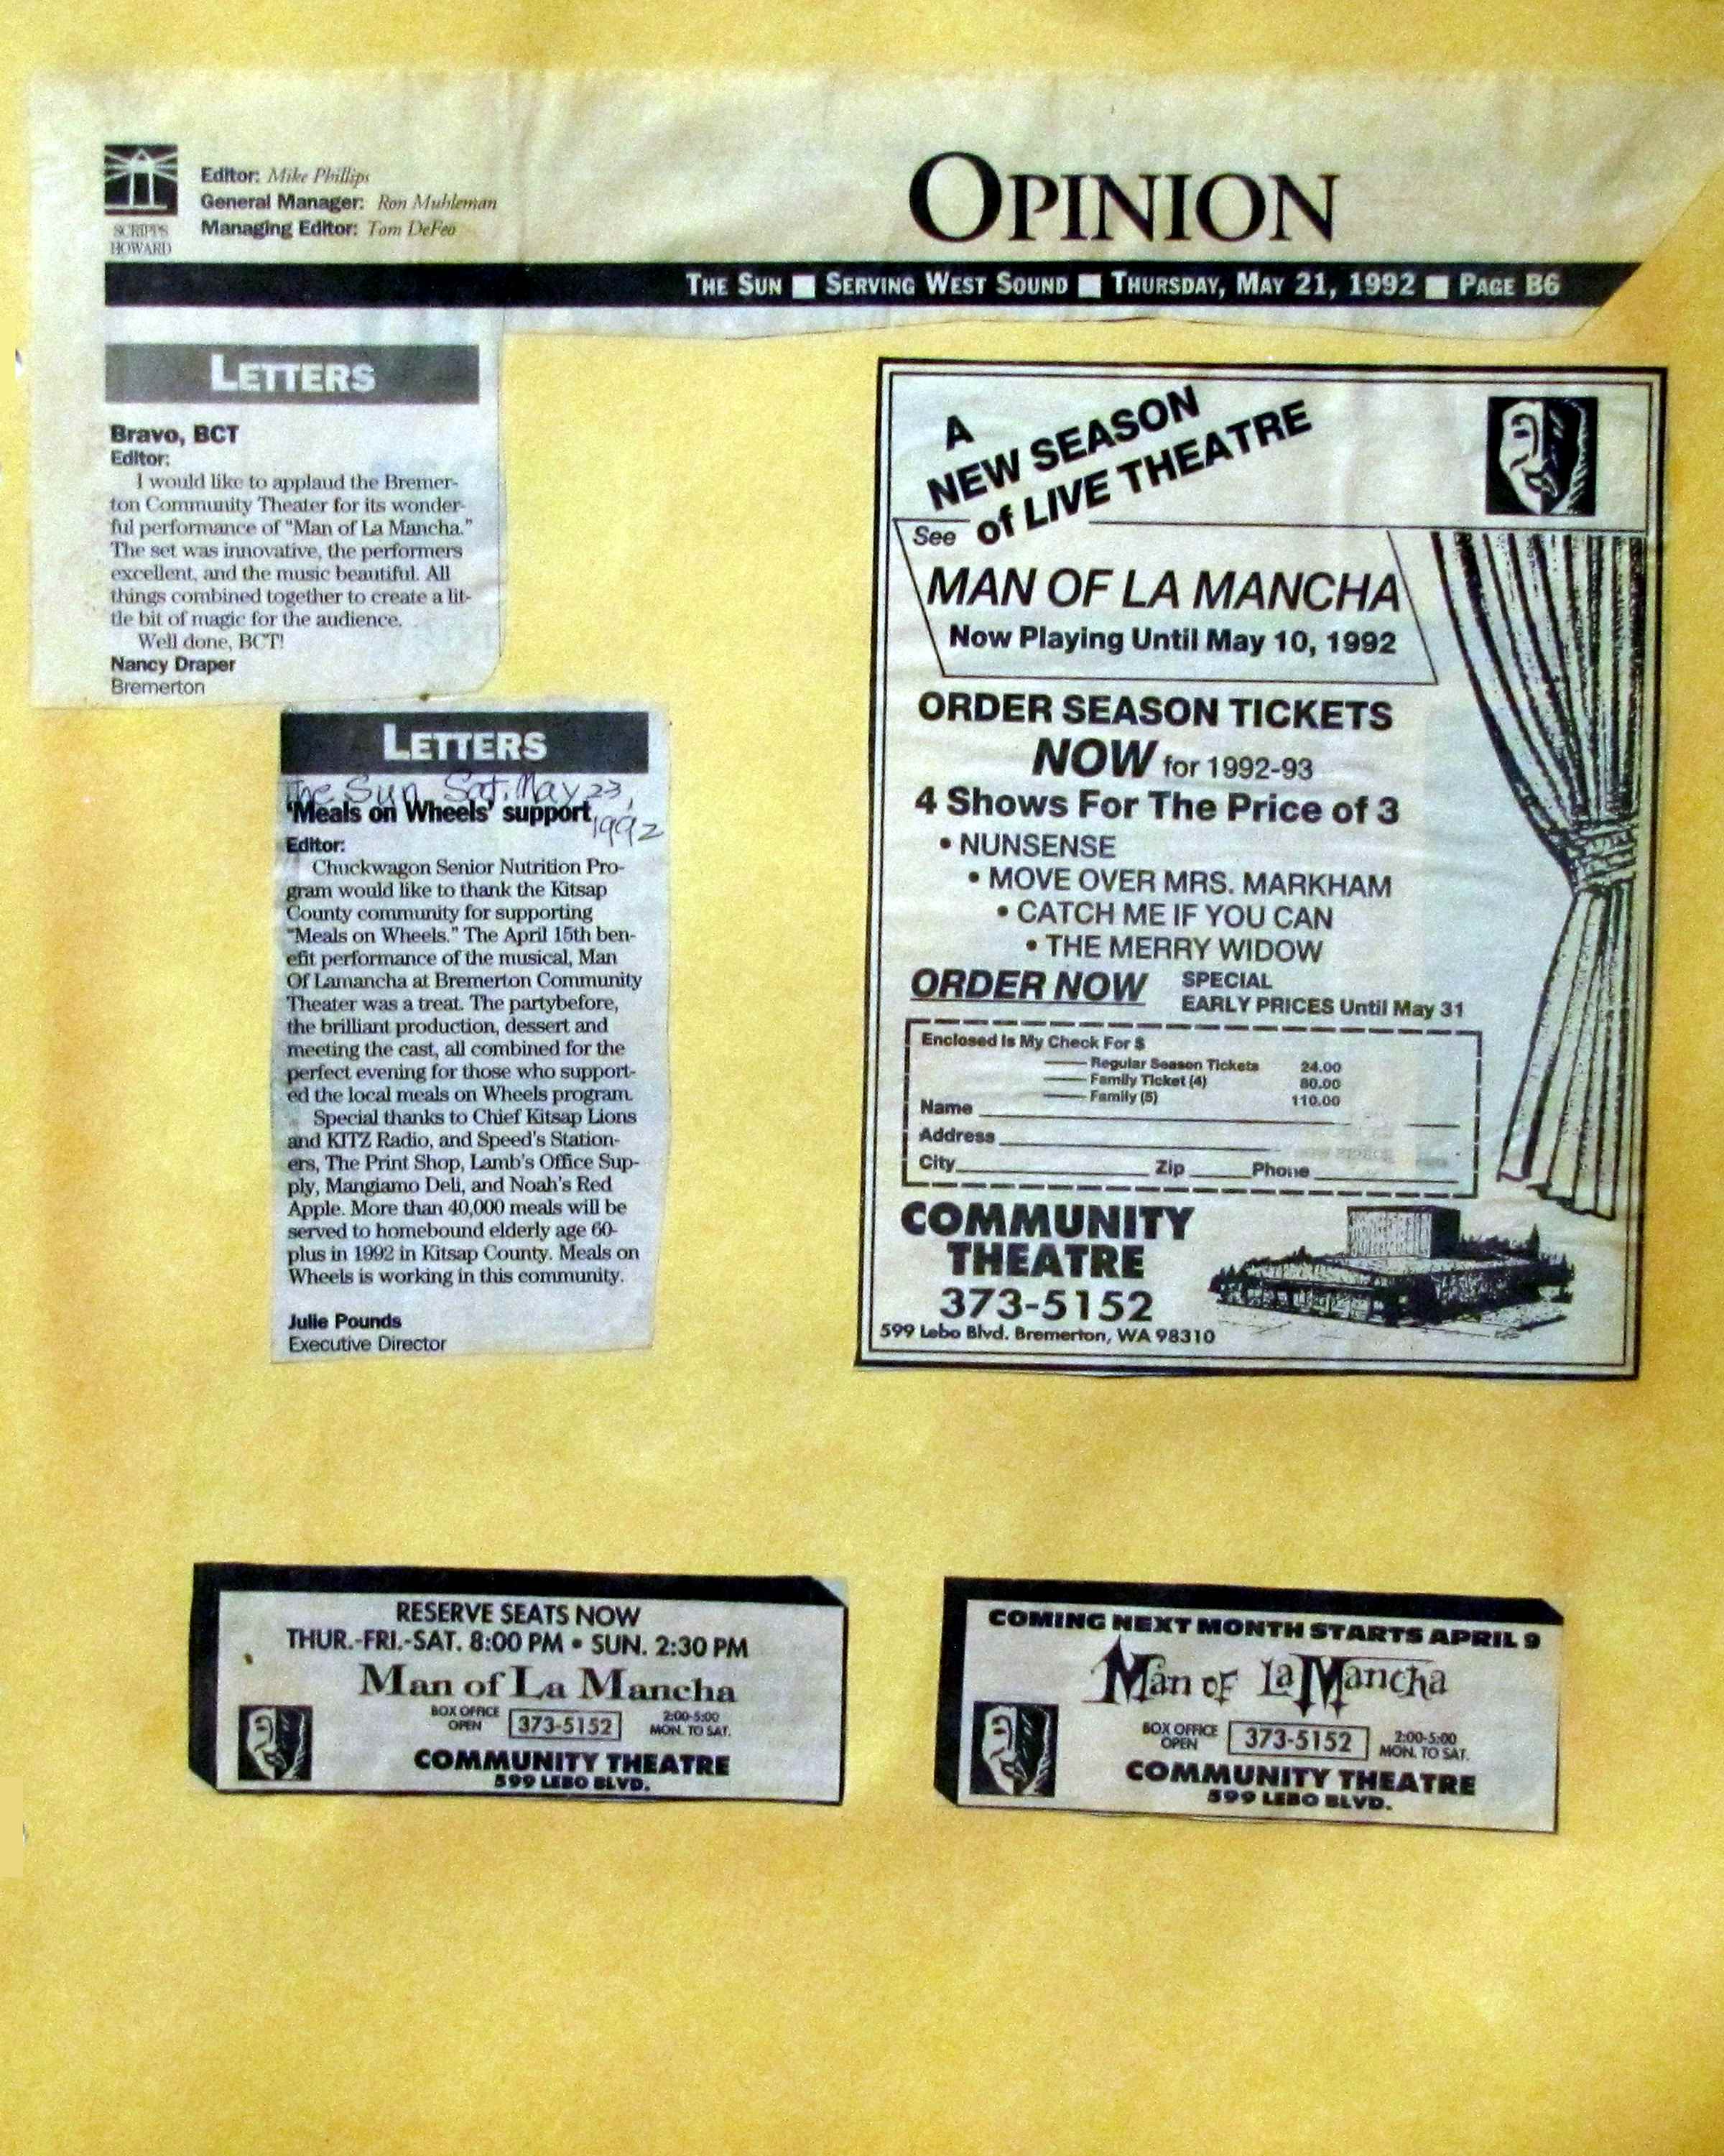 SCRIPPS
HOWARD
Editor: Mike Phillips
General Manager: Ron Muhleman
Managing Editor: Tom DeFeo
OPINION
THE SUN ■ SERVING WEST SOUND ■ THURSDAY, MAY 21, 1992 ■ PAGE B6
LETTERS
Bravo, BCT
Editor:
I would like to applaud the Bremer-
ton Community Theater for its wonder-
ful performance of "Man of La Mancha."
The set was innovative, the performers
excellent, and the music beautiful. All
things combined together to create a lit-
tle bit of magic for the audience.
Well done, BCT!
Nancy Draper
Bremerton
LETTERS
The Sun Sat. May 23,
1992
'Meals on Wheels' support
Editor:
Chuckwagon Senior Nutrition Pro-
gram would like to thank the Kitsap
County community for supporting
"Meals on Wheels." The April 15th ben-
efit performance of the musical, Man
Of Lamancha at Bremerton Community
Theater was a treat. The partybefore,
the brilliant production, dessert and
meeting the cast, all combined for the
perfect evening for those who support-
ed the local meals on Wheels program.
Special thanks to Chief Kitsap Lions
and KITZ Radio, and Speed's Station-
ers, The Print Shop, Lamb's Office Sup-
ply, Mangiamo Deli, and Noah's Red
Apple. More than 40,000 meals will be
served to homebound elderly age 60-
plus in 1992 in Kitsap County. Meals on
Wheels is working in this community.
Julie Pounds
Executive Director
A
NEW SEASON
of LIVE THEATRE
See
MAN OF LA MANCHA
Now Playing Until May 10, 1992
ORDER SEASON TICKETS
NOW for 1992-93
4 Shows For The Price of 3
• NUNSENSE
• MOVE OVER MRS. MARKHAM
• CATCH ME IF YOU CAN
• THE MERRY WIDOW
ORDER NOW SPECIAL
EARLY PRICES Until May 31
Enclosed Is My Check For $
Regular Season Tickets 24.00
Family Ticket (4) 80.00
Family (5) 110.00
Name
Address
City Zip Phone
COMMUNITY
THEATRE
373-5152
599 Lebo Blvd. Bremerton, WA 98310
RESERVE SEATS NOW
THUR.-FRI.-SAT. 8:00 PM • SUN. 2:30 PM
Man of La Mancha
BOX OFFICE
OPEN
373-5152
2:00-5:00
MON. TO SAT.
COMMUNITY THEATRE
599 LEBO BLVD.
COMING NEXT MONTH STARTS APRIL 9
Man OF La Mancha
BOX OFFICE
OPEN
373-5152
2:00-5:00
MON. TO SAT.
COMMUNITY THEATRE
599 LEBO BLVD.